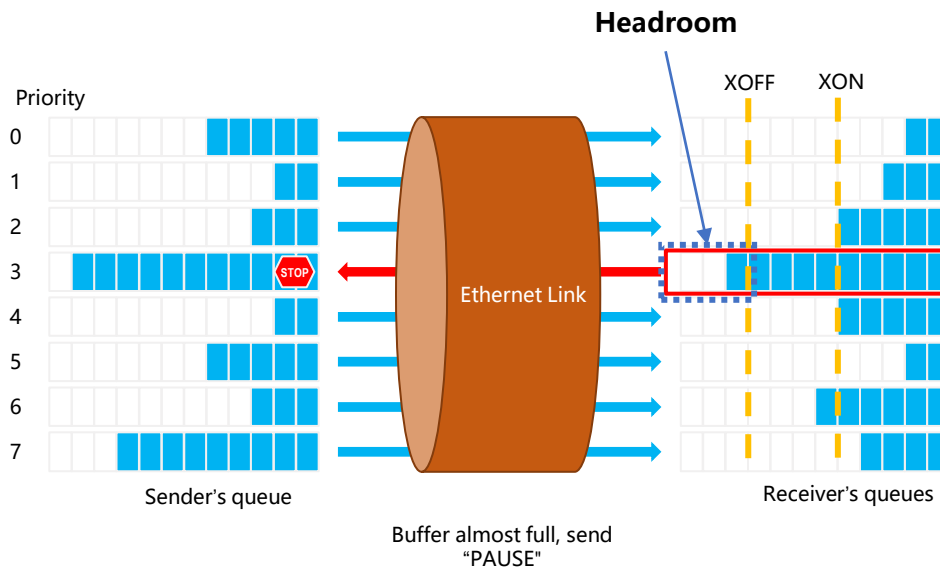 Headroom
XOFF
XON
Priority
0
1
2
3
STOP
Ethernet Link
4
5
6
7
Sender’s queue
Receiver’s queues
Buffer almost full, send
“PAUSE"